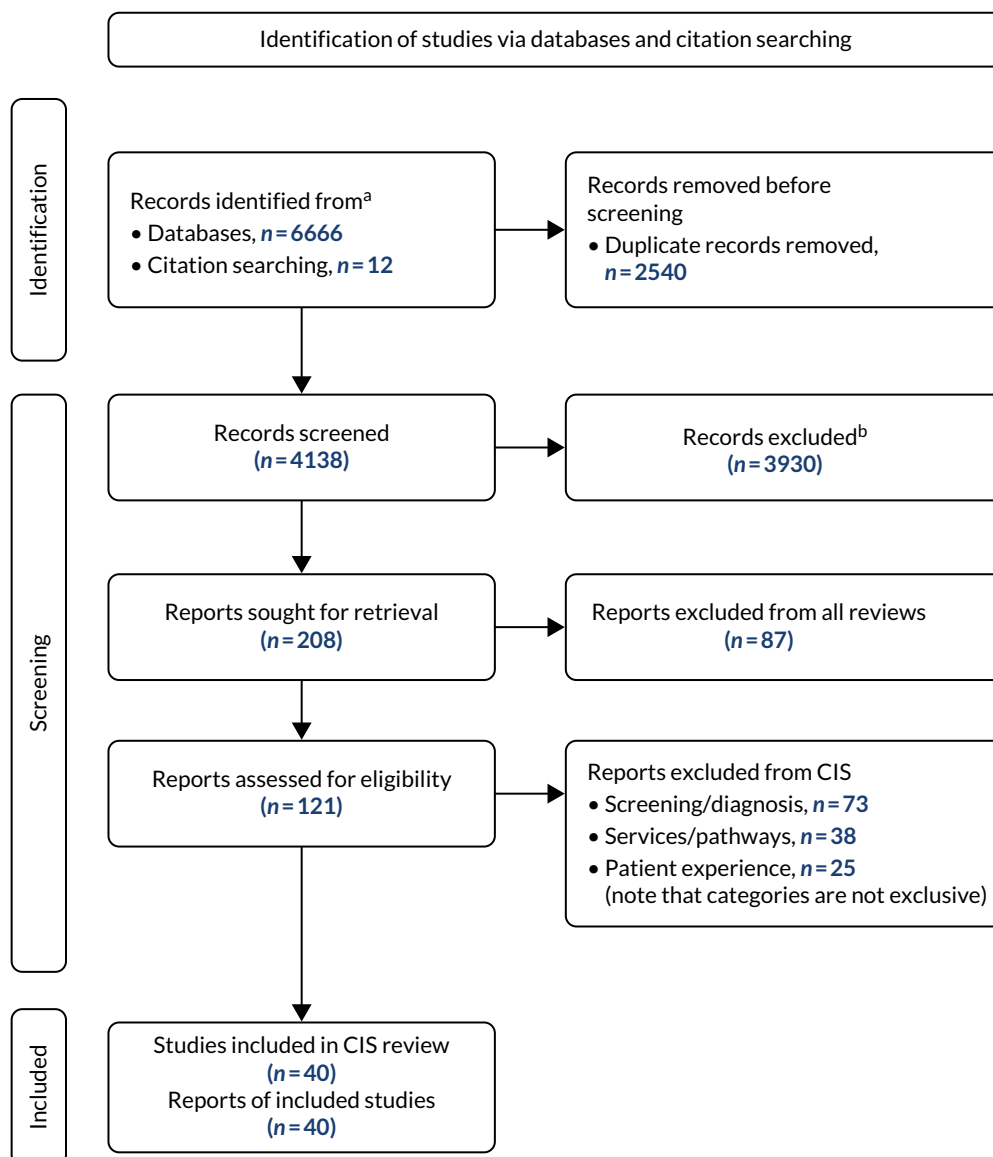 Identification of studies via databases and citation searching
Identification
Records identified fromᵃ
• Databases, n=6666
• Citation searching, n=12
Records removed before
screening
• Duplicate records removed,
n=2540
Screening
Records screened
(n=4138)
Records excludedᵇ
(n=3930)
Reports sought for retrieval
(n=208)
Reports excluded from all reviews
(n=87)
Reports assessed for eligibility
(n=121)
Reports excluded from CIS
• Screening/diagnosis, n=73
• Services/pathways, n=38
• Patient experience, n=25
(note that categories are not exclusive)
Included
Studies included in CIS review
(n=40)
Reports of included studies
(n=40)